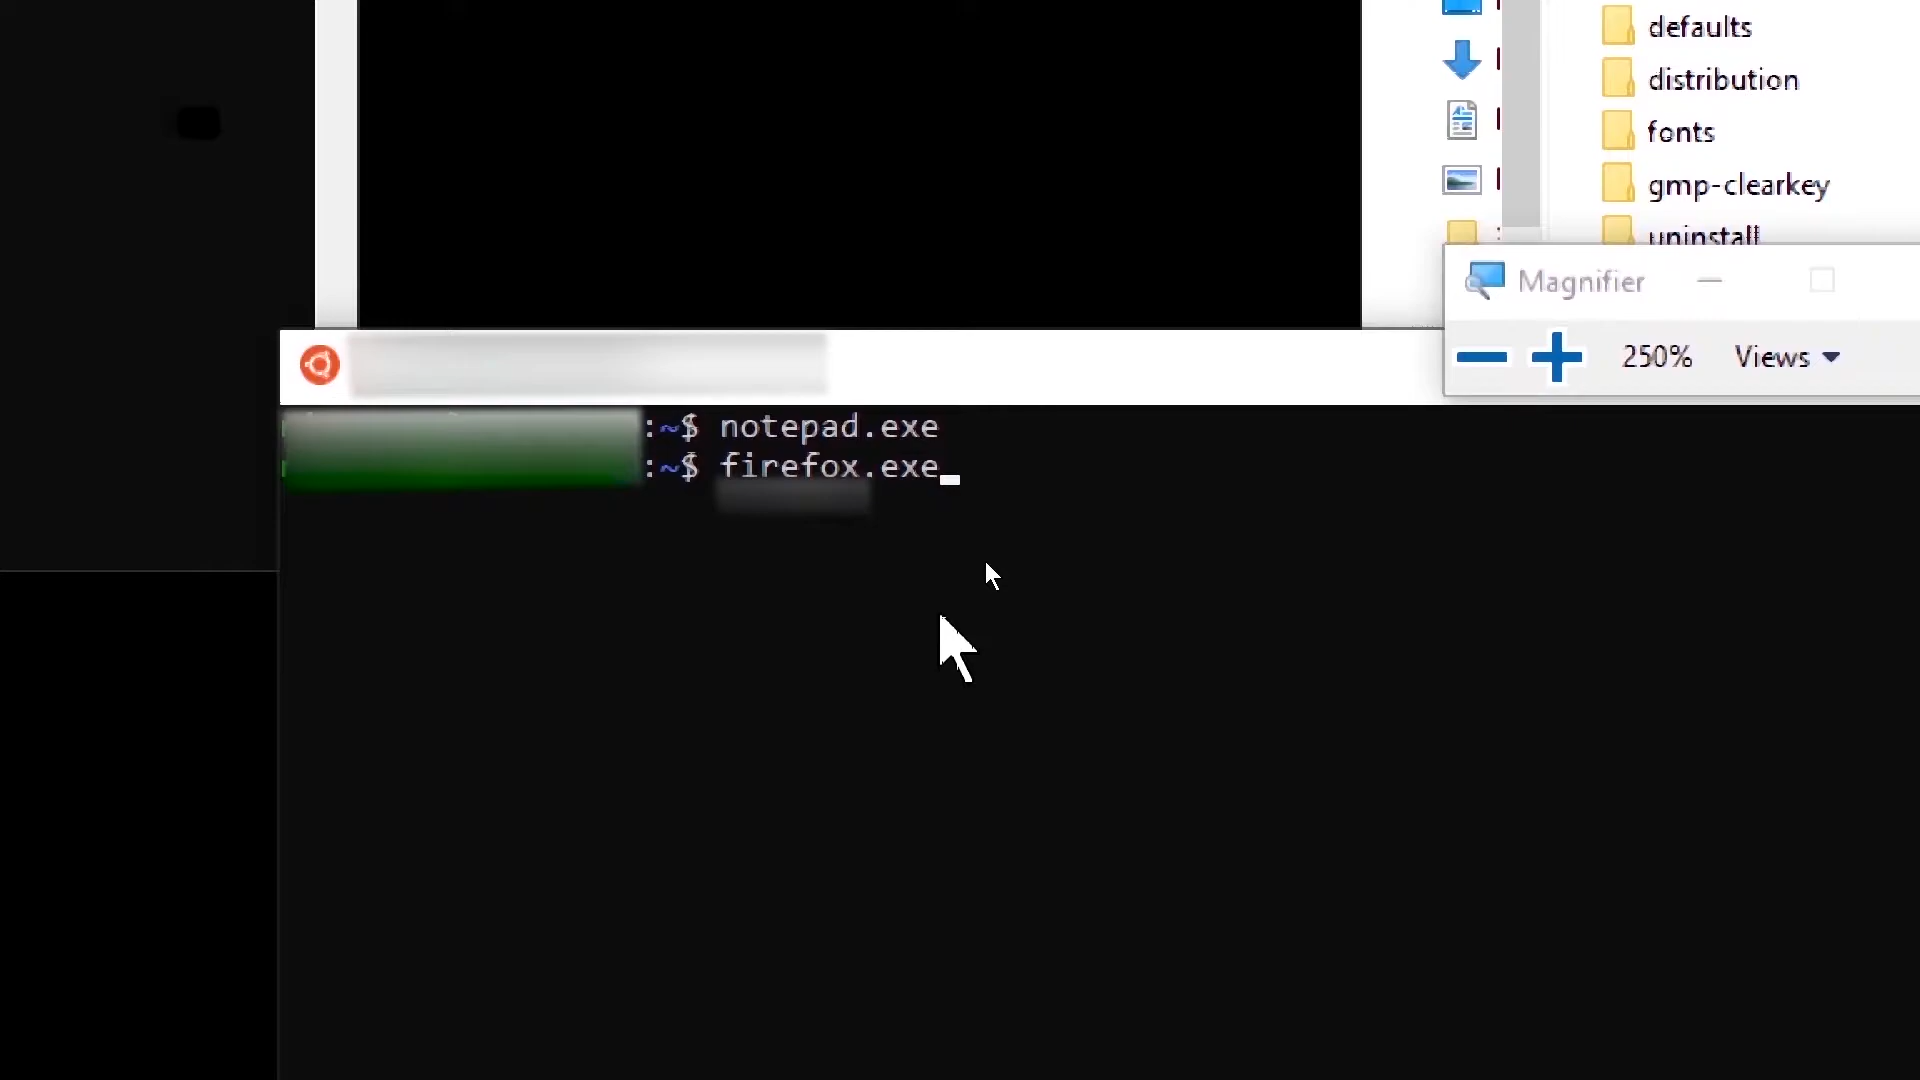 defaults
distribution
fonts
gmp-clearkey
uninstall
Magnifier
250% Views
:~$ notepad.exe
:~$ firefox.exe